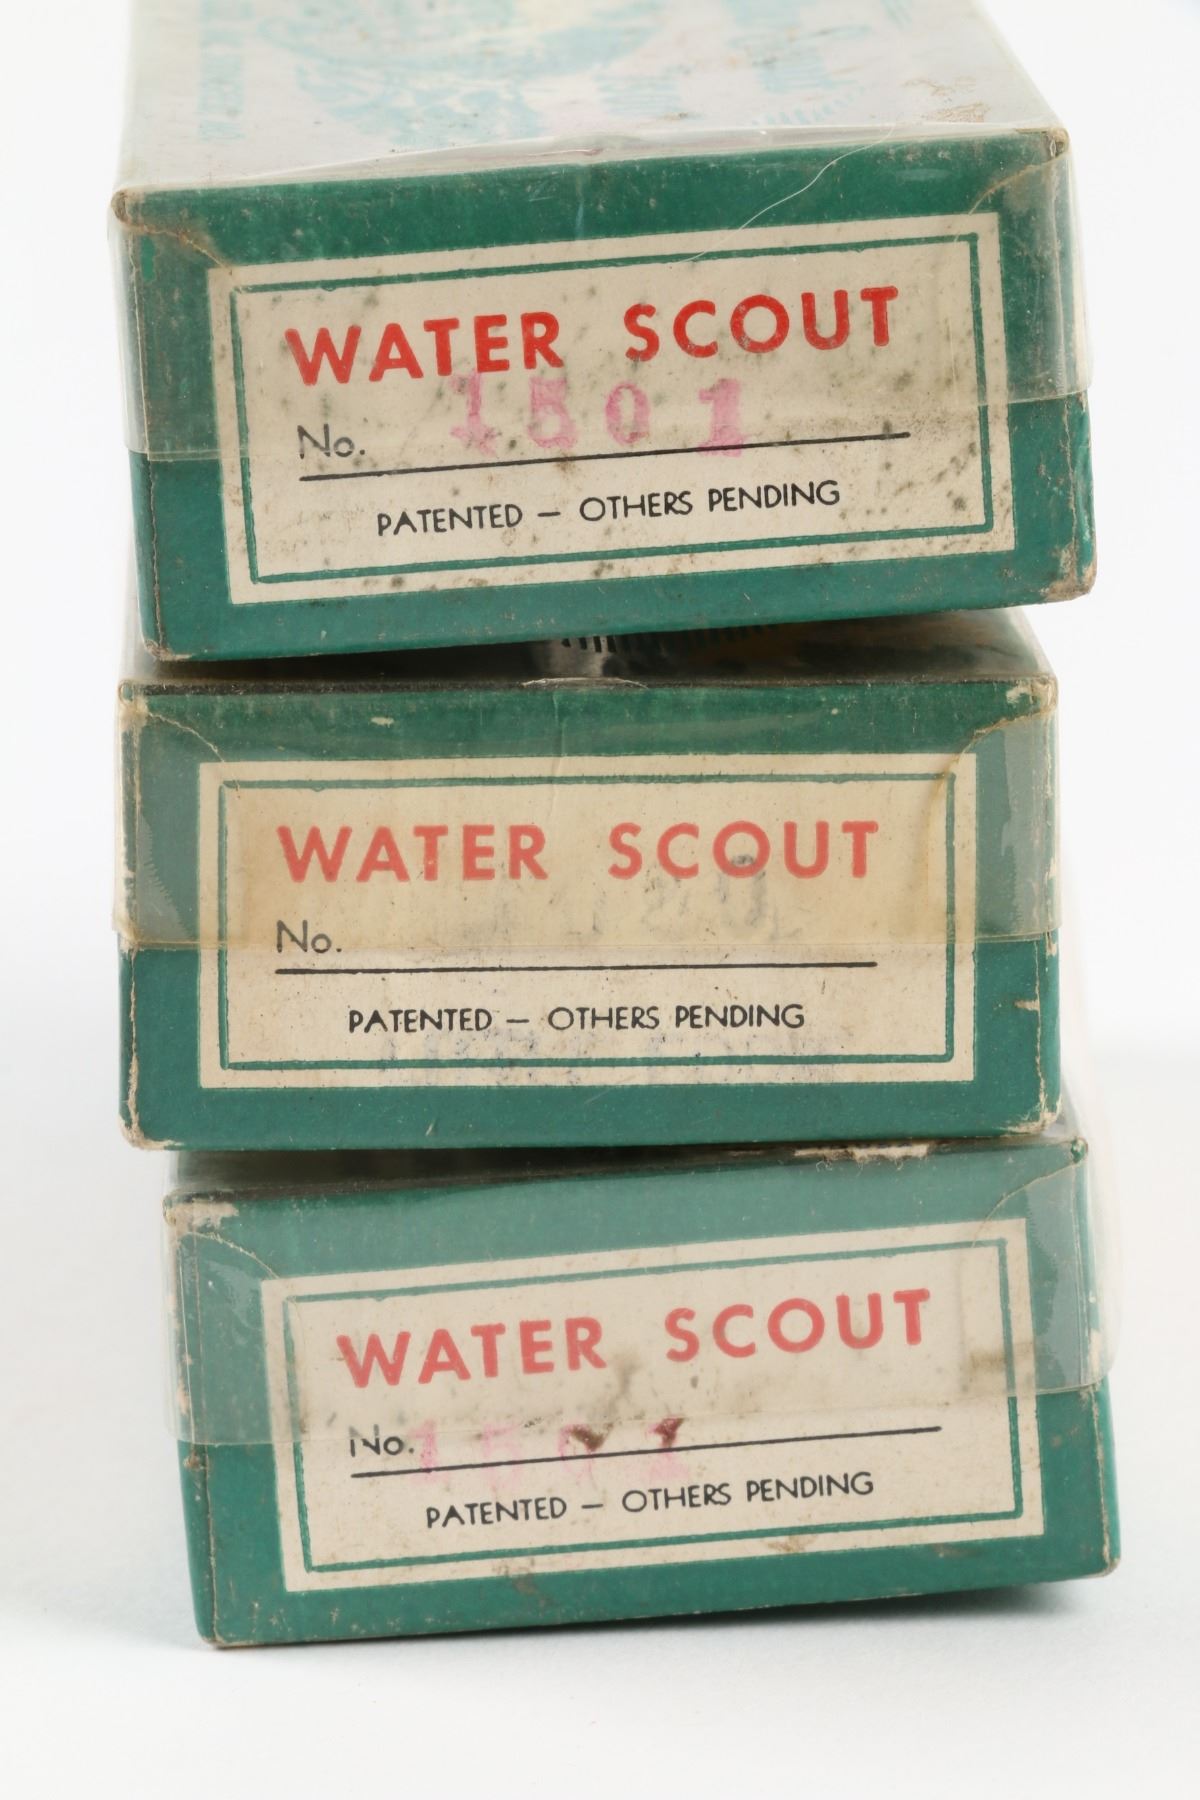 WATER SCOUT
No. 1501
PATENTED — OTHERS PENDING
WATER SCOUT
No.
PATENTED — OTHERS PENDING
WATER SCOUT
No. 1501
PATENTED — OTHERS PENDING